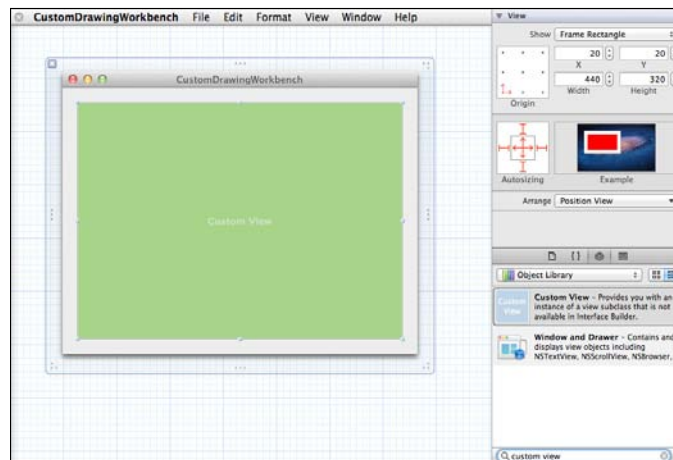 CustomDrawingWorkbench File Edit Format View Window Help
CustomDrawingWorkbench
Custom View
View
Show Frame Rectangle
20 20
X Y
440 320
Width Height
Origin
Autosizing Example
Arrange Position View
{}
Object Library
Custom View
Custom View - Provides you with an
instance of a view subclass that is not
available in Interface Builder.
Window and Drawer - Contains and
displays view objects including
NSTextView, NSScrollView, NSBrowser,
custom view